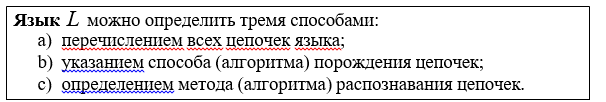 Язык L можно определить тремя способами:
a) перечислением всех цепочек языка;
b) указанием способа (алгоритма) порождения цепочек;
c) определением метода (алгоритма) распознавания цепочек.